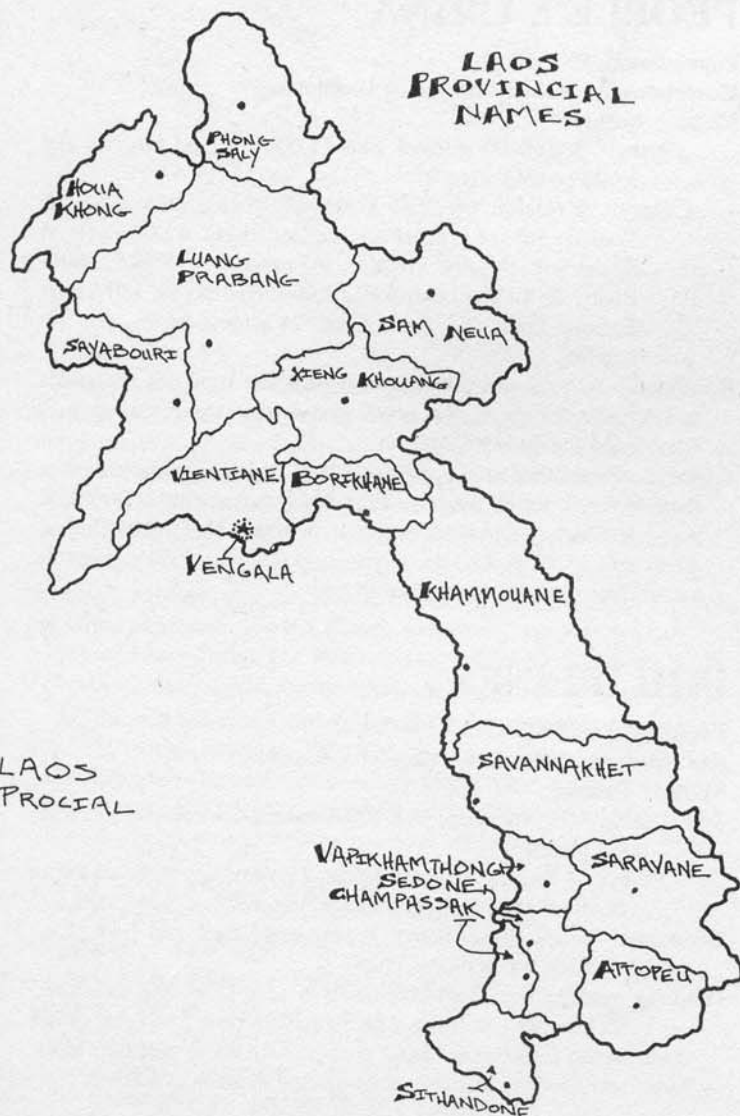 LAOS
PROVINCIAL
NAMES
PHONG
SALY
HOUA
KHONG
LUANG
PRABANG
SAM NEUA
SAYABOURI
XIENG KHOUANG
VIENTIANE
BORIKHANE
VENGALA
KHAMMOUANE
LAOS
PROCIAL
SAVANNAKHET
VAPIKHAMTHONG
SEDONE
CHAMPASSAK
SARAVANE
ATTOPEU
SITHANDONE